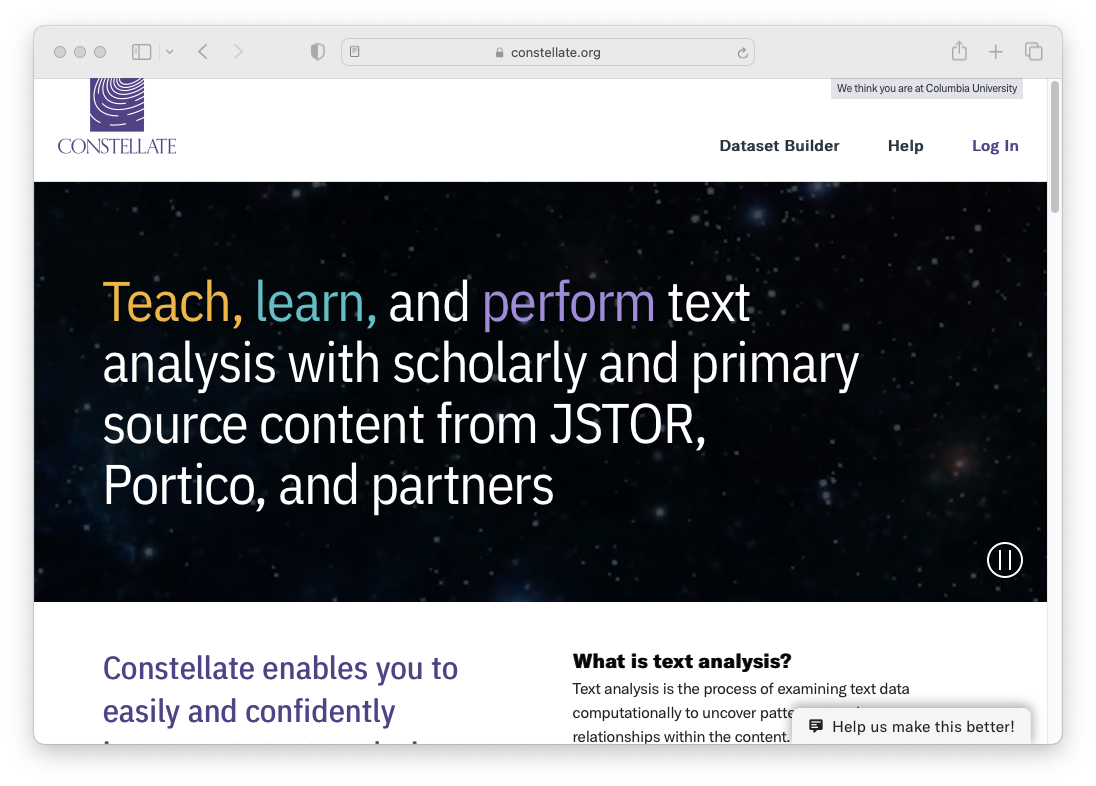 constellate.org
We think you are at Columbia University
CONSTELLATE
Dataset Builder
Help
Log In
Teach, learn, and perform text
analysis with scholarly and primary
source content from JSTOR,
Portico, and partners
Constellate enables you to
easily and confidently
What is text analysis?
Text analysis is the process of examining text data
computationally to uncover
relationships within the content.
Help us make this better!